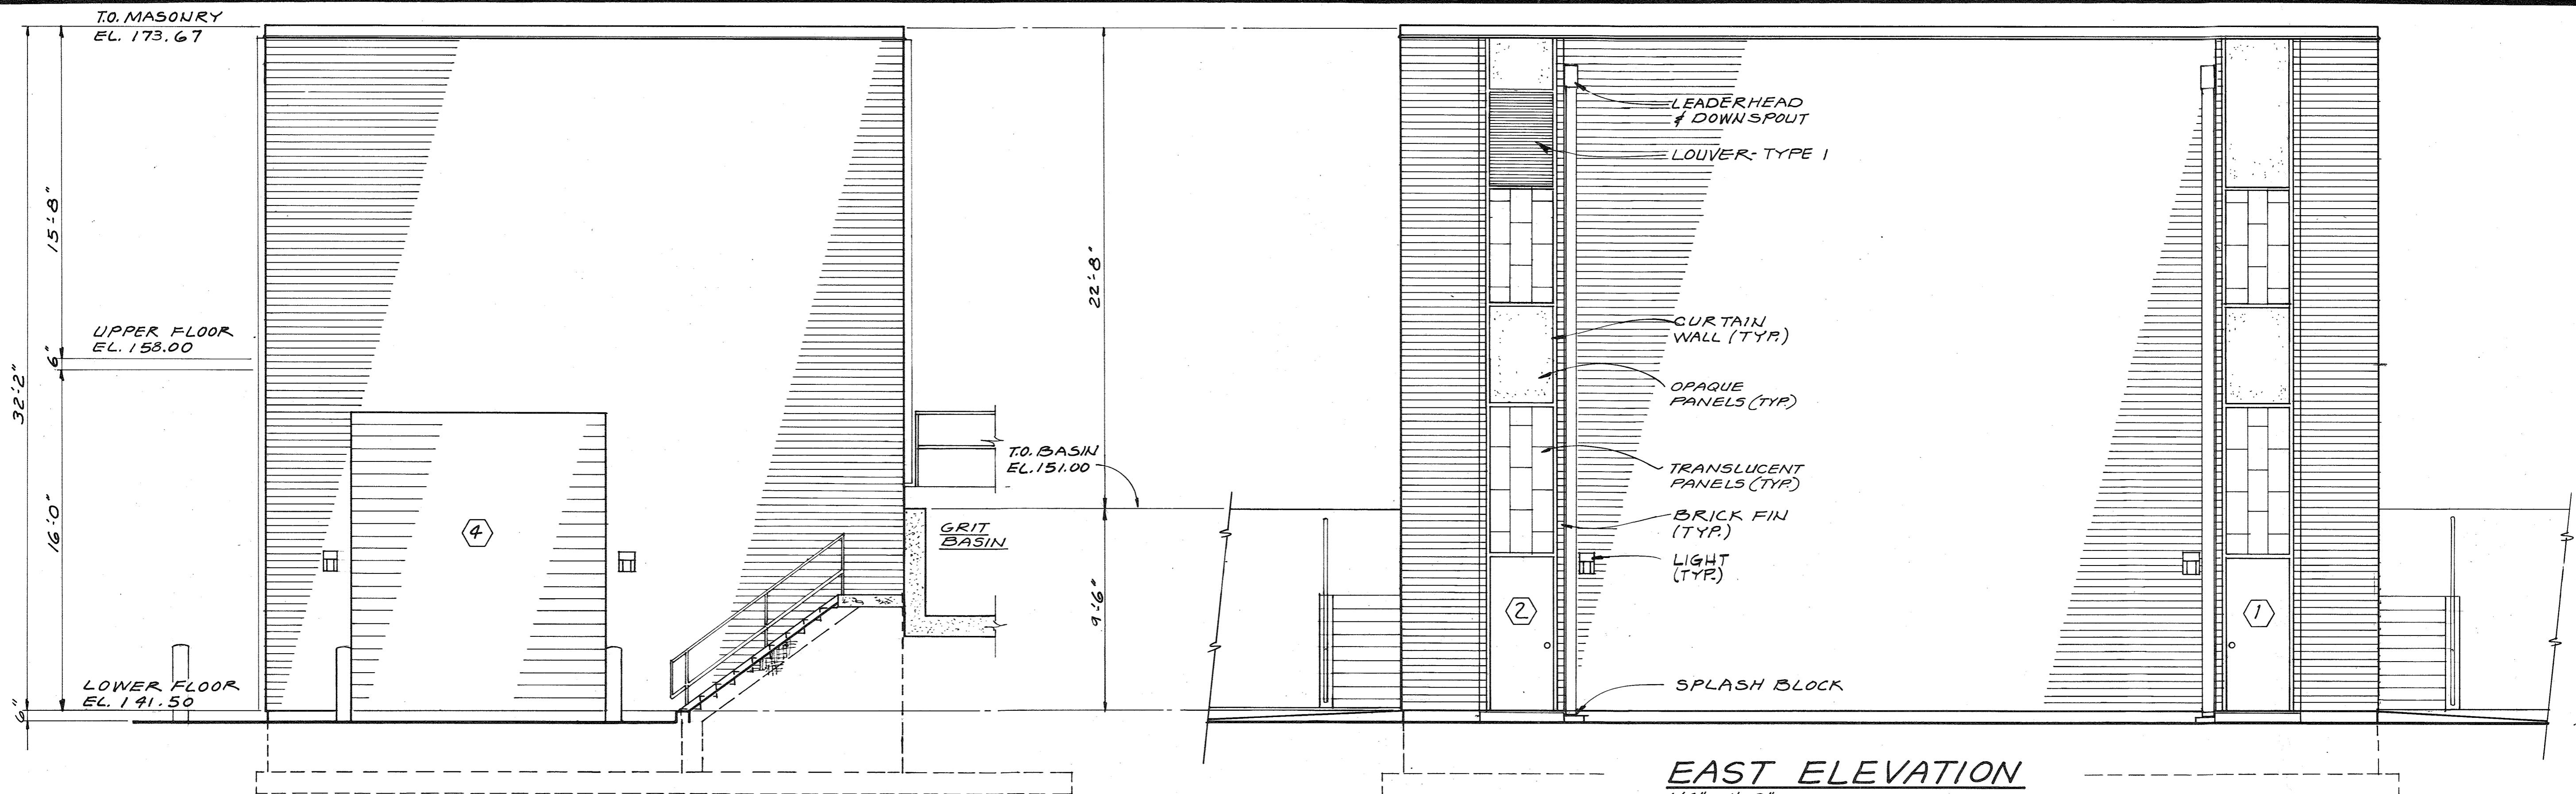 T.O. MASONRY
EL. 173.67
15'-8"
UPPER FLOOR
EL. 158.00
6"
32'-2"
16'-0"
LOWER FLOOR
EL. 141.50
6"
4
22'-8"
T.O. BASIN
EL. 151.00
GRIT
BASIN
9'-6"
LEADERHEAD
& DOWNSPOUT
LOUVER-TYPE 1
CURTAIN
WALL (TYP.)
OPAQUE
PANELS (TYP.)
TRANSLUCENT
PANELS (TYP.)
BRICK FIN
(TYP.)
LIGHT
(TYP.)
2
1
SPLASH BLOCK
EAST ELEVATION